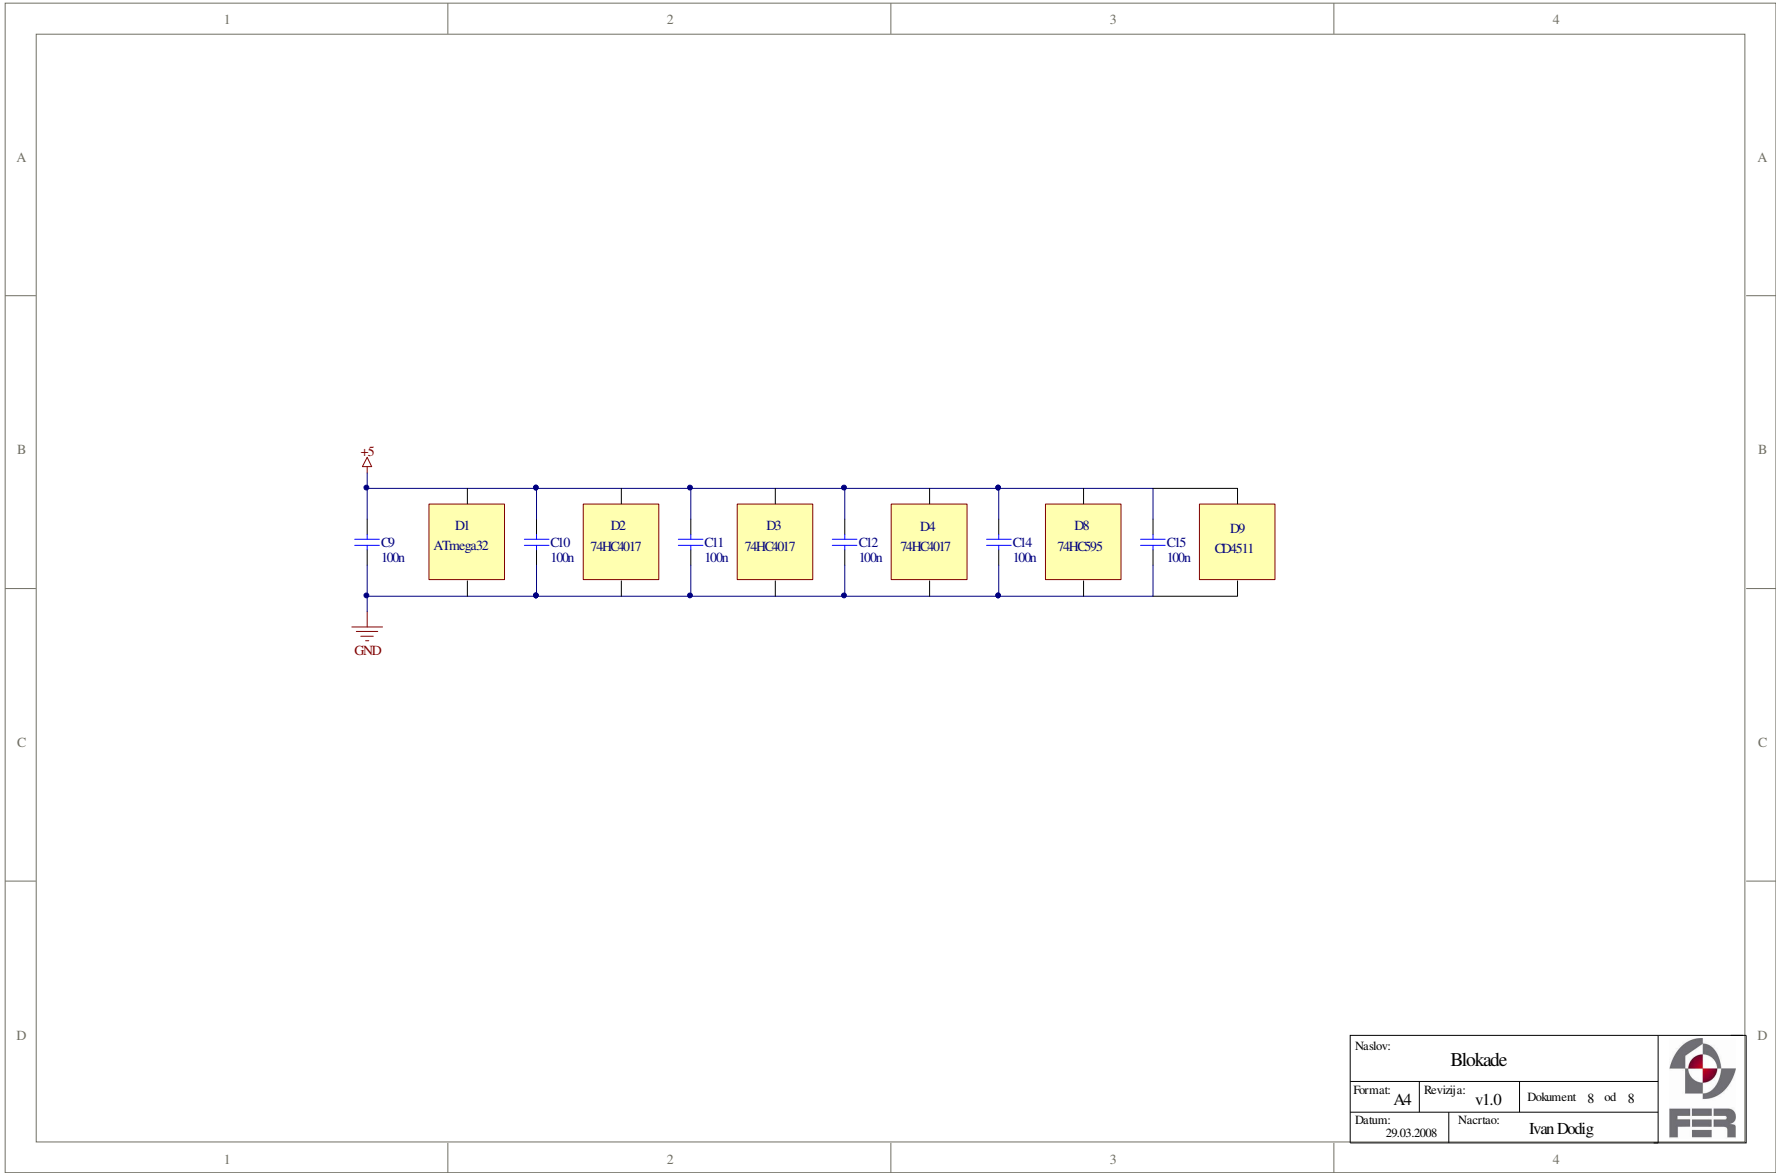 1 2 3 4
A A
B B
+5
D1 D2 D3 D4 D8 D9
ATmega32 74HC4017 74HC4017 74HC4017 74HC595 CD4511
C9 C10 C11 C12 C14 C15
100n 100n 100n 100n 100n 100n
GND
C C
D D
Naslov:
Blokade
Format: A4 Revizija: v1.0 Dokument 8 od 8
Datum: 29.03.2008 Nacrtao: Ivan Dodig
FER
1 2 3 4